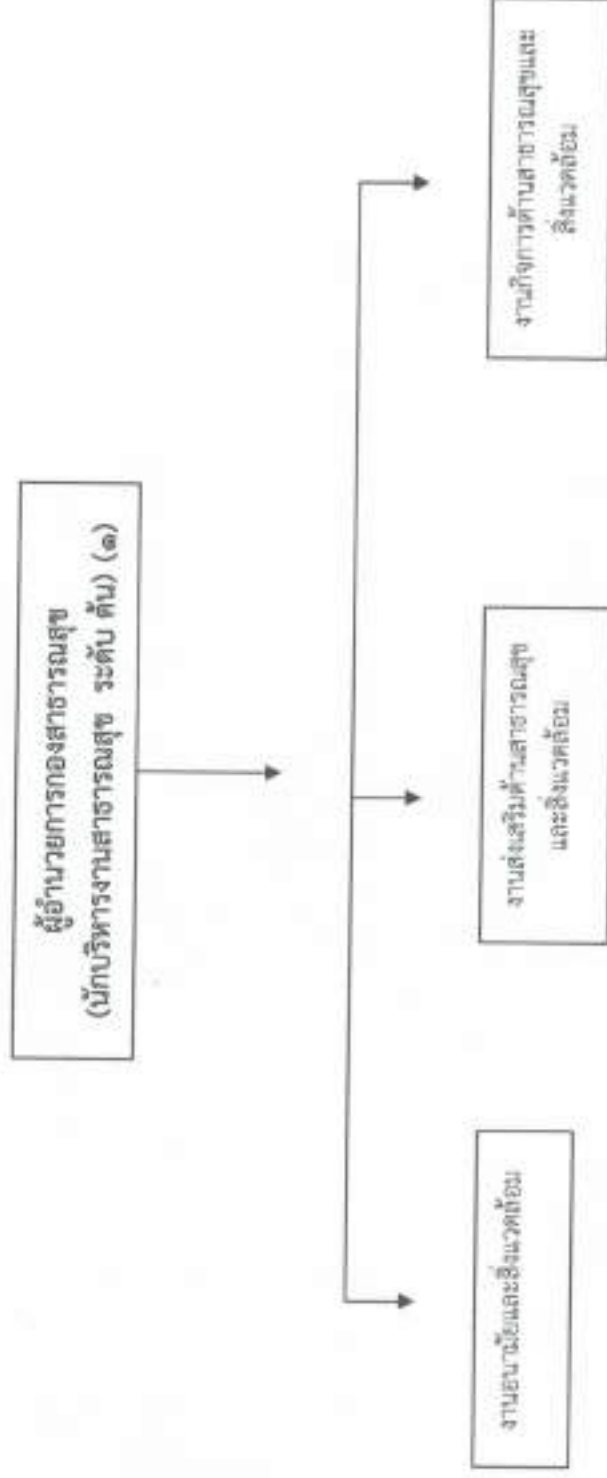 ผู้อำนวยการกองสาธารณสุข
(นักบริหารงานสาธารณสุข ระดับ ต้น) (๑)
งานอนามัยและสิ่งแวดล้อม
งานส่งเสริมด้านสาธารณสุข
และสิ่งแวดล้อม
งานกิจการด้านสาธารณสุขและ
สิ่งแวดล้อม